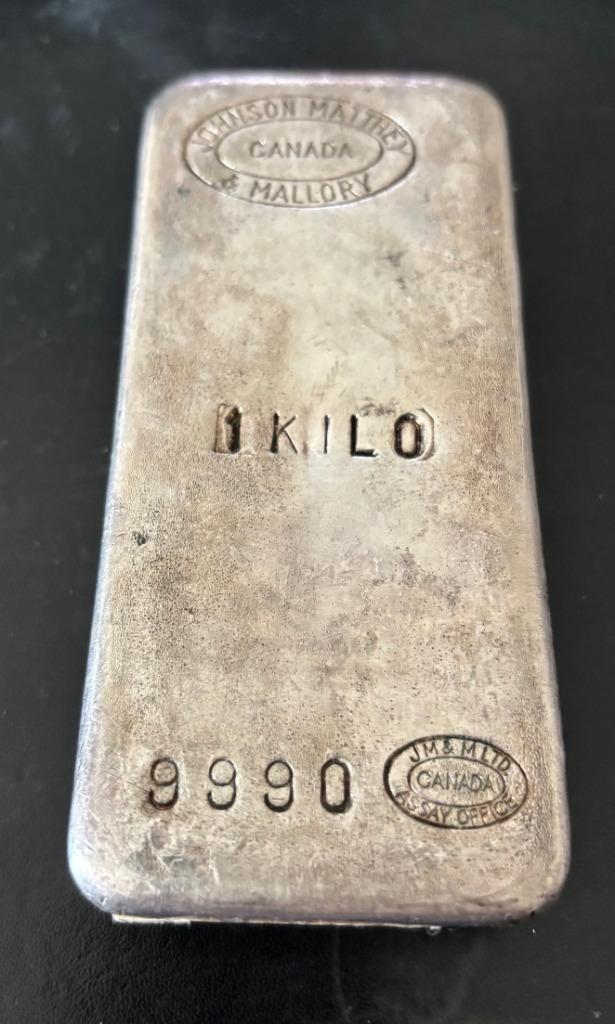 JOHNSON MATTHEY
CANADA
& MALLORY
1 KILO
9990
JM & M LTD.
CANADA
ASSAY OFFICE